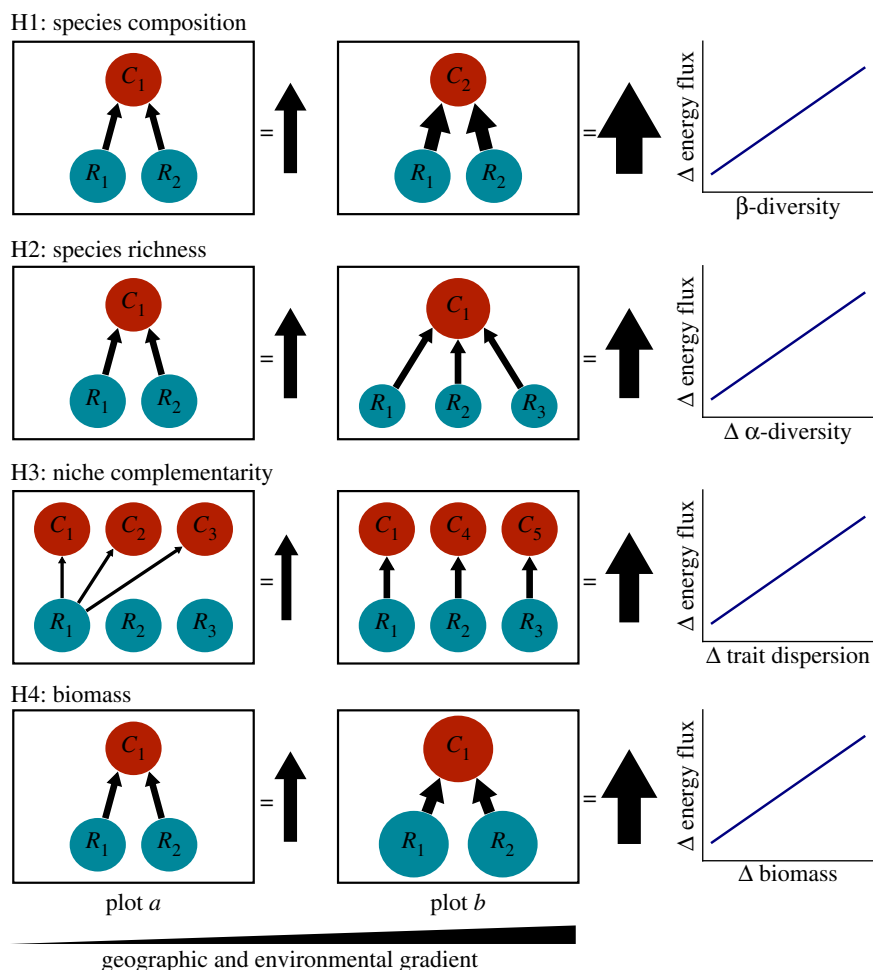 H1: species composition
C1
R1 R2
=
C2
R1 R2
=
Δ energy flux
β-diversity
H2: species richness
C1
R1 R2
=
C1
R1 R2 R3
=
Δ energy flux
Δ α-diversity
H3: niche complementarity
C1 C2 C3
R1 R2 R3
=
C1 C4 C5
R1 R2 R3
=
Δ energy flux
Δ trait dispersion
H4: biomass
C1
R1 R2
=
C1
R1 R2
=
Δ energy flux
Δ biomass
plot a
plot b
geographic and environmental gradient